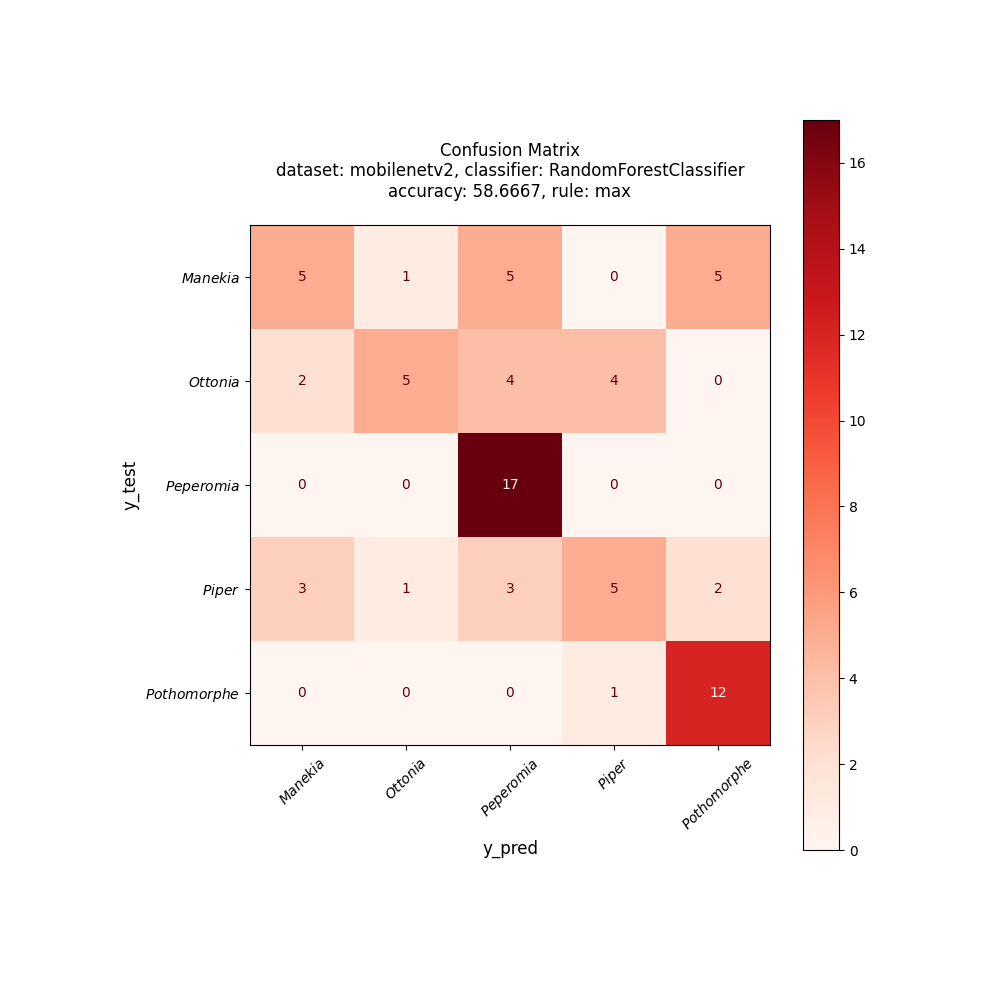 Confusion Matrix
dataset: mobilenetv2, classifier: RandomForestClassifier
accuracy: 58.6667, rule: max
y_test
Manekia 5 1 5 0 5
Ottonia 2 5 4 4 0
Peperomia 0 0 17 0 0
Piper 3 1 3 5 2
Pothomorphe 0 0 0 1 12
Manekia Ottonia Peperomia Piper Pothomorphe
y_pred
16
14
12
10
8
6
4
2
0